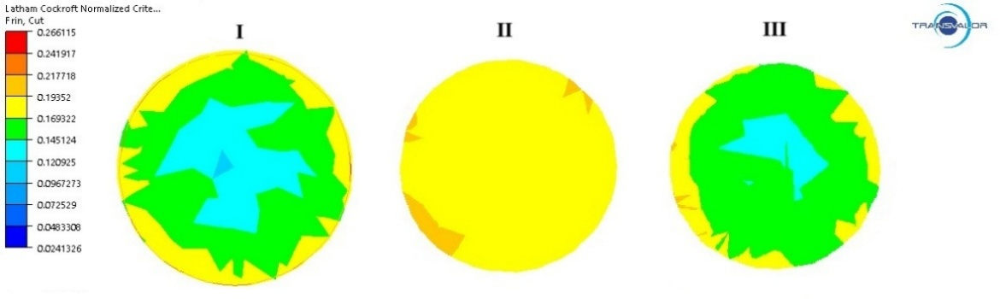 Latham Cockroft Normalized Crite...
Frin, Cut
0.266115
0.241917
0.217718
0.19352
0.169322
0.145124
0.120925
0.0967273
0.072529
0.0483308
0.0241326
I II III
TRANSVALOR